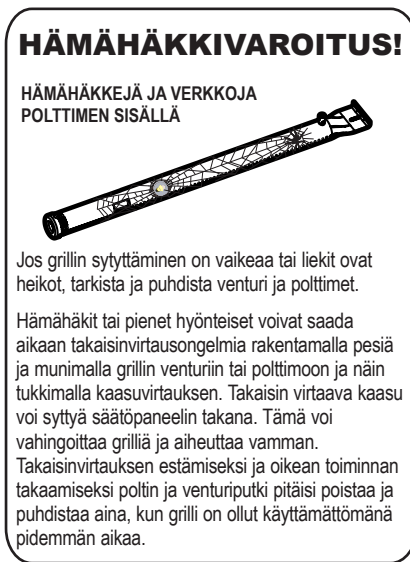 HÄMÄHÄKKIVAROITUS!
HÄMÄHÄKKEJÄ JA VERKKOJA
POLTTIMEN SISÄLLÄ
Jos grillin sytyttäminen on vaikeaa tai liekit ovat
heikot, tarkista ja puhdista venturi ja polttimet.
Hämähäkit tai pienet hyönteiset voivat saada
aikaan takaisinvirtausongelmia rakentamalla pesiä
ja munimalla grillin venturiin tai polttimoon ja näin
tukkimalla kaasuvirtauksen. Takaisin virtaava kaasu
voi syttyä säätöpaneelin takana. Tämä voi
vahingoittaa grilliä ja aiheuttaa vamman.
Takaisinvirtauksen estämiseksi ja oikean toiminnan
takaamiseksi poltin ja venturiputki pitäisi poistaa ja
puhdistaa aina, kun grilli on ollut käyttämättömänä
pidemmän aikaa.